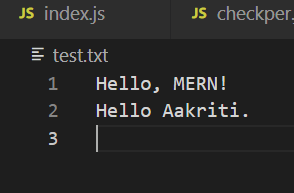 JS index.js JS checkper.
test.txt
1 Hello, MERN!
2 Hello Aakriti.
3